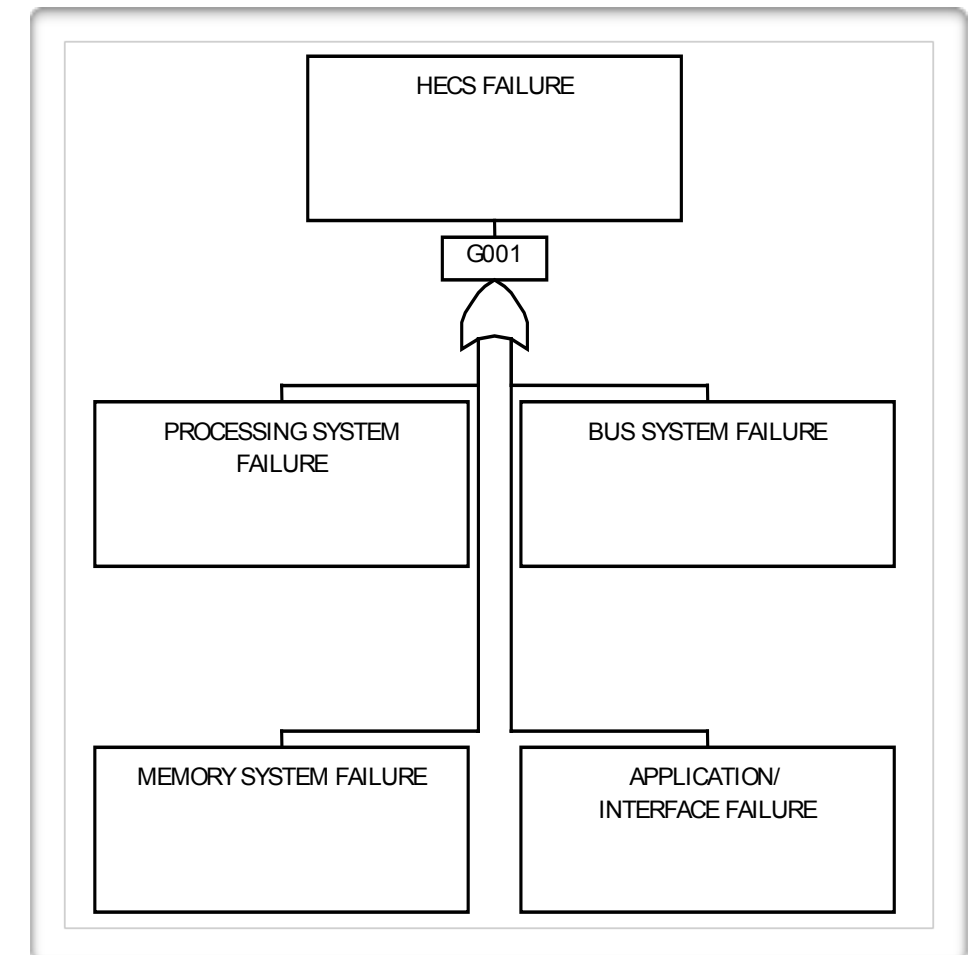 HECS FAILURE
G001
PROCESSING SYSTEM
FAILURE
BUS SYSTEM FAILURE
MEMORY SYSTEM FAILURE
APPLICATION/
INTERFACE FAILURE